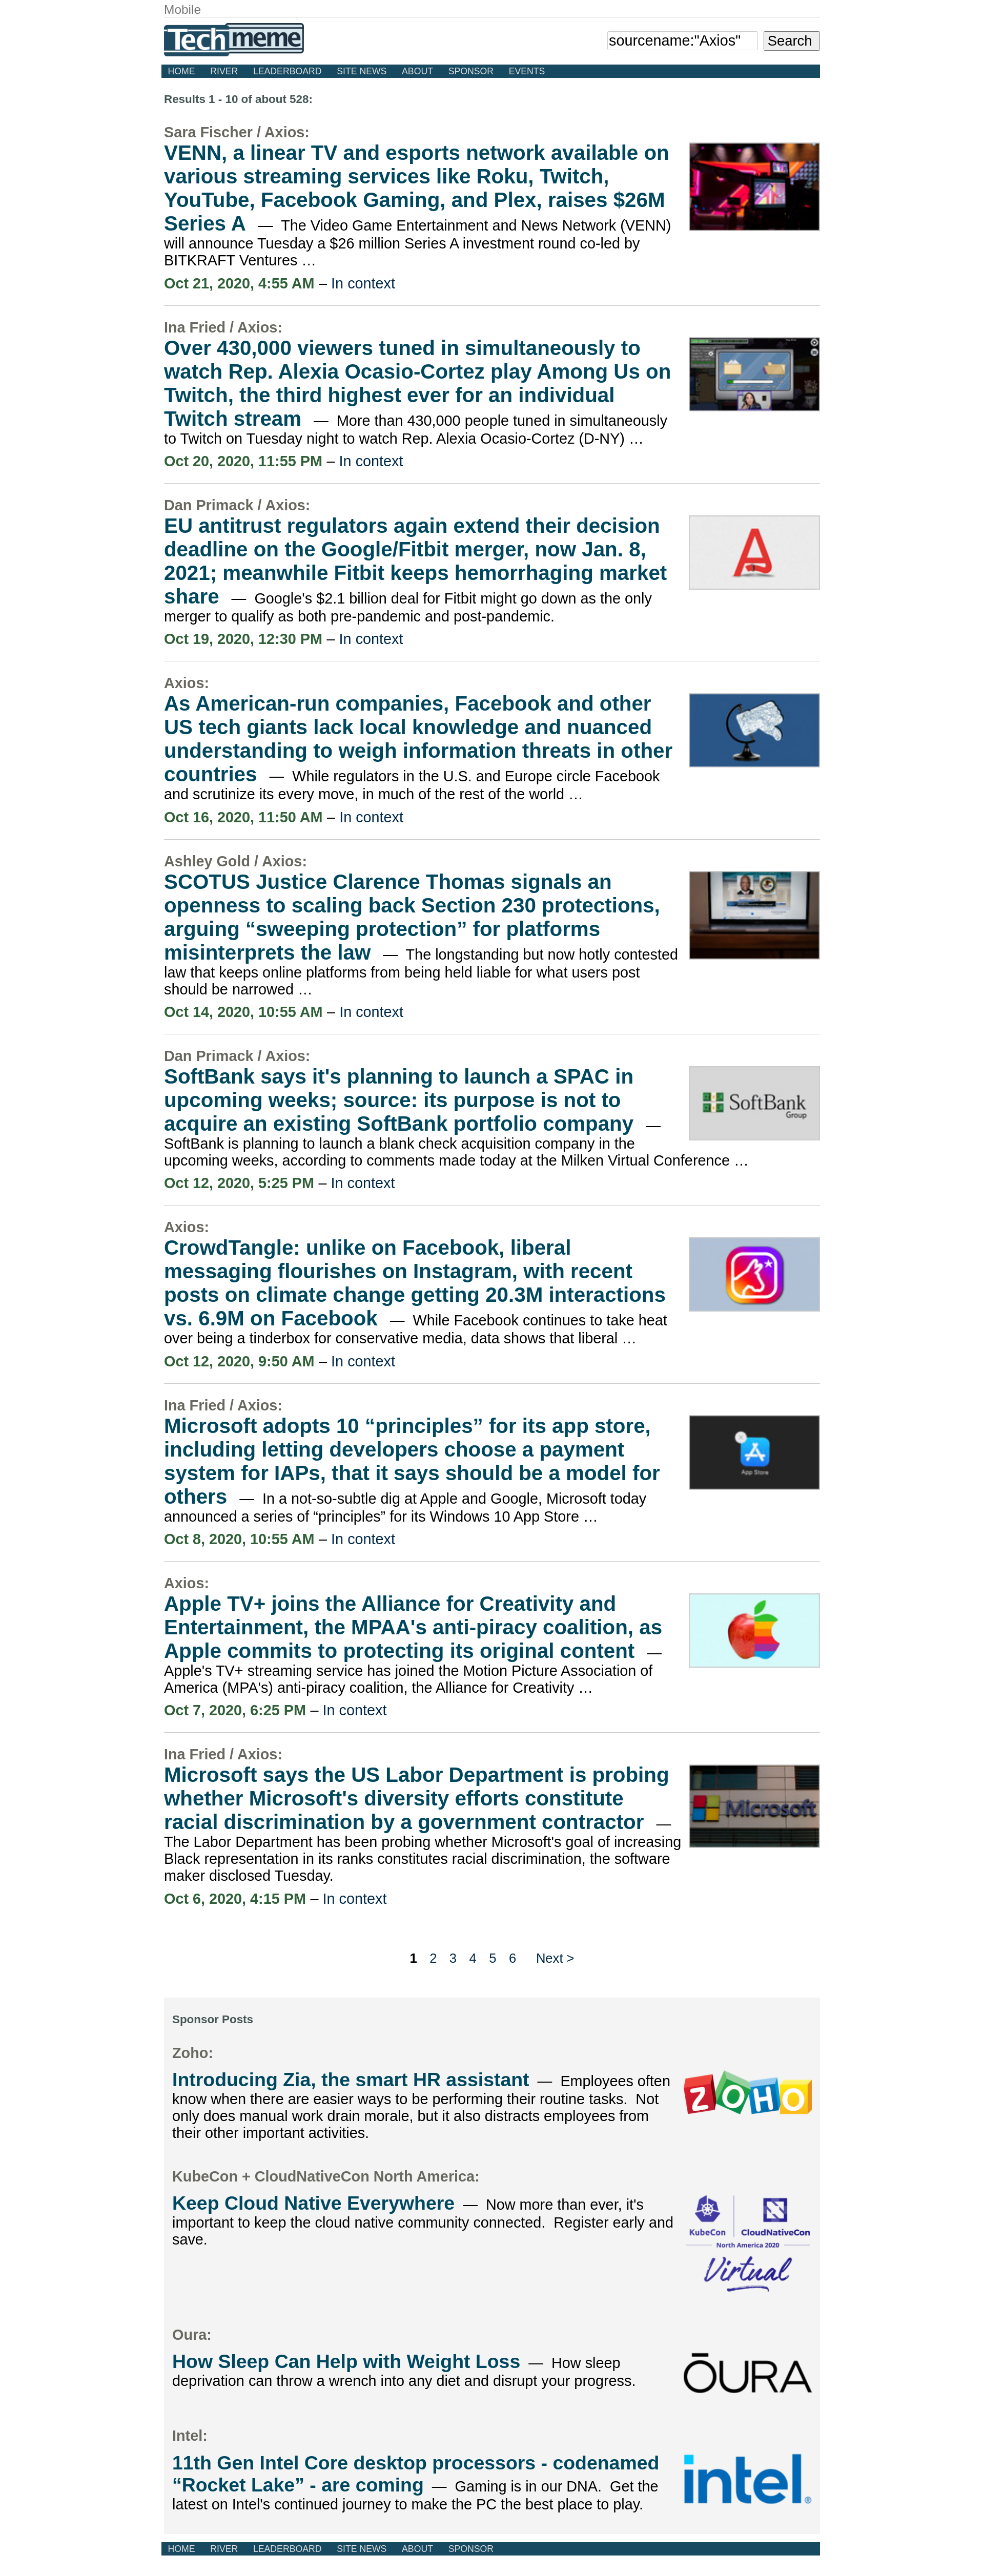 Mobile
Techmeme
sourcename:"Axios" Search
HOME RIVER LEADERBOARD SITE NEWS ABOUT SPONSOR EVENTS
Results 1 - 10 of about 528:
Sara Fischer / Axios:
VENN, a linear TV and esports network available on
various streaming services like Roku, Twitch,
YouTube, Facebook Gaming, and Plex, raises $26M
Series A — The Video Game Entertainment and News Network (VENN)
will announce Tuesday a $26 million Series A investment round co-led by
BITKRAFT Ventures …
Oct 21, 2020, 4:55 AM – In context
Ina Fried / Axios:
Over 430,000 viewers tuned in simultaneously to
watch Rep. Alexia Ocasio-Cortez play Among Us on
Twitch, the third highest ever for an individual
Twitch stream — More than 430,000 people tuned in simultaneously
to Twitch on Tuesday night to watch Rep. Alexia Ocasio-Cortez (D-NY) …
Oct 20, 2020, 11:55 PM – In context
Dan Primack / Axios:
EU antitrust regulators again extend their decision
deadline on the Google/Fitbit merger, now Jan. 8,
2021; meanwhile Fitbit keeps hemorrhaging market
share — Google's $2.1 billion deal for Fitbit might go down as the only
merger to qualify as both pre-pandemic and post-pandemic.
Oct 19, 2020, 12:30 PM – In context
Axios:
As American-run companies, Facebook and other
US tech giants lack local knowledge and nuanced
understanding to weigh information threats in other
countries — While regulators in the U.S. and Europe circle Facebook
and scrutinize its every move, in much of the rest of the world …
Oct 16, 2020, 11:50 AM – In context
Ashley Gold / Axios:
SCOTUS Justice Clarence Thomas signals an
openness to scaling back Section 230 protections,
arguing “sweeping protection” for platforms
misinterprets the law — The longstanding but now hotly contested
law that keeps online platforms from being held liable for what users post
should be narrowed …
Oct 14, 2020, 10:55 AM – In context
Dan Primack / Axios:
SoftBank says it's planning to launch a SPAC in
upcoming weeks; source: its purpose is not to
acquire an existing SoftBank portfolio company —
SoftBank is planning to launch a blank check acquisition company in the
upcoming weeks, according to comments made today at the Milken Virtual Conference …
SoftBank
Group
Oct 12, 2020, 5:25 PM – In context
Axios:
CrowdTangle: unlike on Facebook, liberal
messaging flourishes on Instagram, with recent
posts on climate change getting 20.3M interactions
vs. 6.9M on Facebook — While Facebook continues to take heat
over being a tinderbox for conservative media, data shows that liberal …
Oct 12, 2020, 9:50 AM – In context
Ina Fried / Axios:
Microsoft adopts 10 “principles” for its app store,
including letting developers choose a payment
system for IAPs, that it says should be a model for
others — In a not-so-subtle dig at Apple and Google, Microsoft today
announced a series of “principles” for its Windows 10 App Store …
App Store
Oct 8, 2020, 10:55 AM – In context
Axios:
Apple TV+ joins the Alliance for Creativity and
Entertainment, the MPAA's anti-piracy coalition, as
Apple commits to protecting its original content —
Apple's TV+ streaming service has joined the Motion Picture Association of
America (MPA's) anti-piracy coalition, the Alliance for Creativity …
Oct 7, 2020, 6:25 PM – In context
Ina Fried / Axios:
Microsoft says the US Labor Department is probing
whether Microsoft's diversity efforts constitute
racial discrimination by a government contractor —
The Labor Department has been probing whether Microsoft's goal of increasing
Black representation in its ranks constitutes racial discrimination, the software
maker disclosed Tuesday.
Microsoft
Oct 6, 2020, 4:15 PM – In context
1 2 3 4 5 6 Next >
Sponsor Posts
Zoho:
Introducing Zia, the smart HR assistant — Employees often
know when there are easier ways to be performing their routine tasks. Not
only does manual work drain morale, but it also distracts employees from
their other important activities.
ZOHO
KubeCon + CloudNativeCon North America:
Keep Cloud Native Everywhere — Now more than ever, it's
important to keep the cloud native community connected. Register early and
save.
KubeCon CloudNativeCon
North America 2020
Virtual
Oura:
How Sleep Can Help with Weight Loss — How sleep
deprivation can throw a wrench into any diet and disrupt your progress.
ŌURA
Intel:
11th Gen Intel Core desktop processors - codenamed
“Rocket Lake” - are coming — Gaming is in our DNA. Get the
latest on Intel's continued journey to make the PC the best place to play.
intel®
HOME RIVER LEADERBOARD SITE NEWS ABOUT SPONSOR